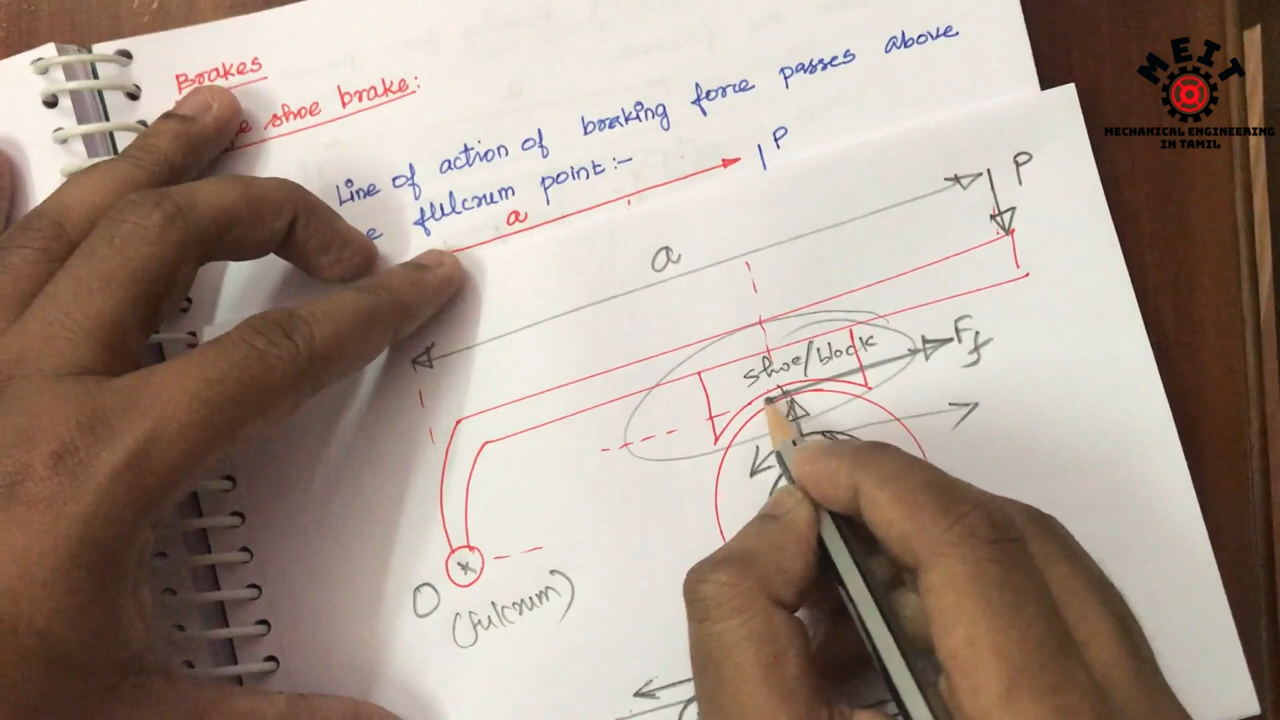 Brakes
shoe brake:
Line of action of braking force passes above
fulcrum point:-
a
P
P
a
shoe/block
Ff
O
(fulcrum)
MEIT
MECHANICAL ENGINEERING
IN TAMIL